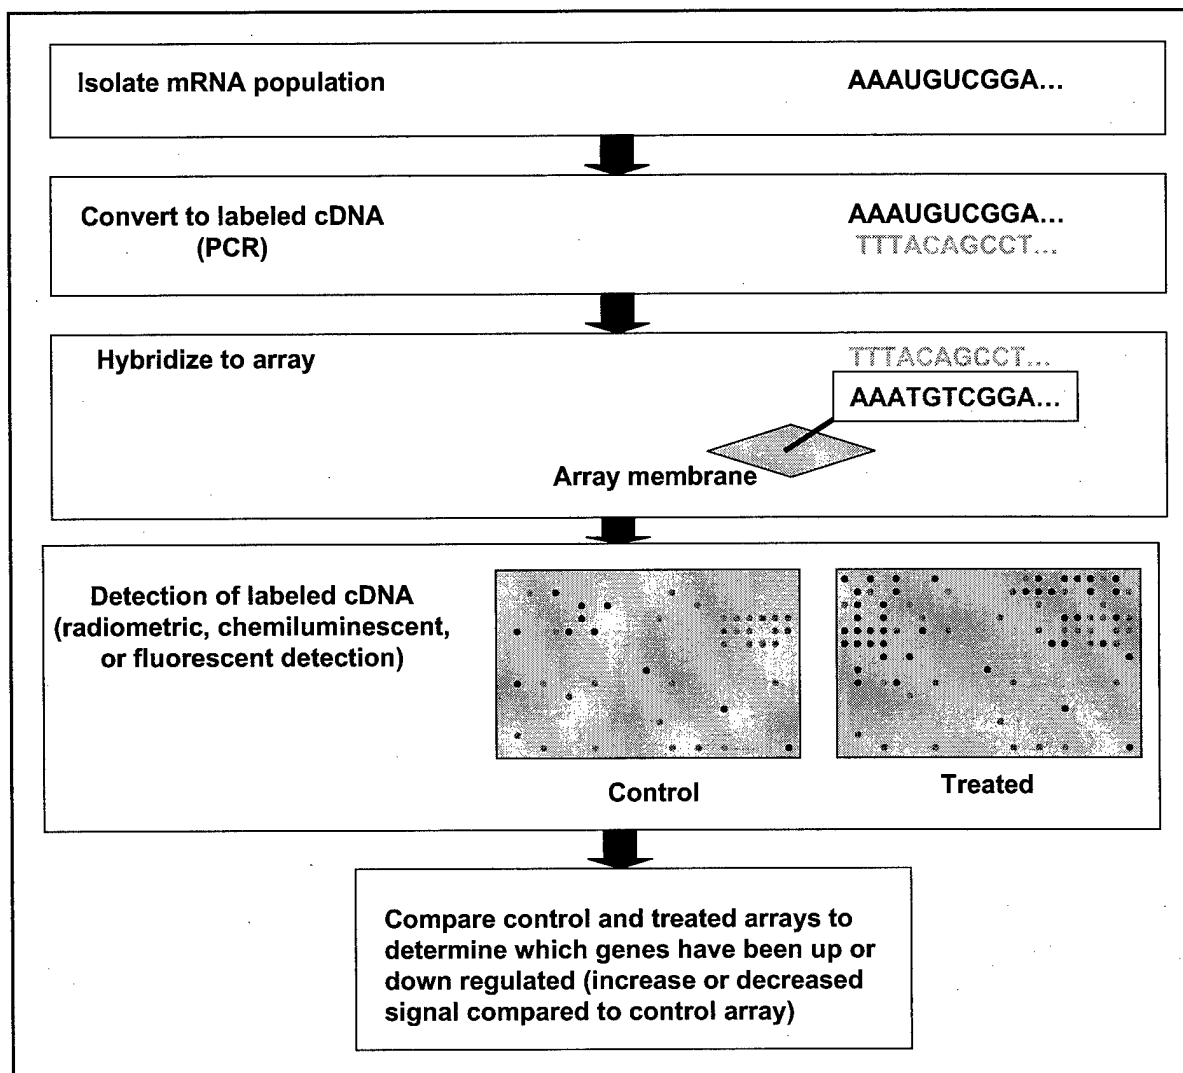 Isolate mRNA population
AAAUGUCGGA...
Convert to labeled cDNA
(PCR)
AAAUGUCGGA...
TTTACAGCCT...
Hybridize to array
TTTACAGCCT...
AAATGTCGGA...
Array membrane
Detection of labeled cDNA
(radiometric, chemiluminescent,
or fluorescent detection)
Control
Treated
Compare control and treated arrays to
determine which genes have been up or
down regulated (increase or decreased
signal compared to control array)